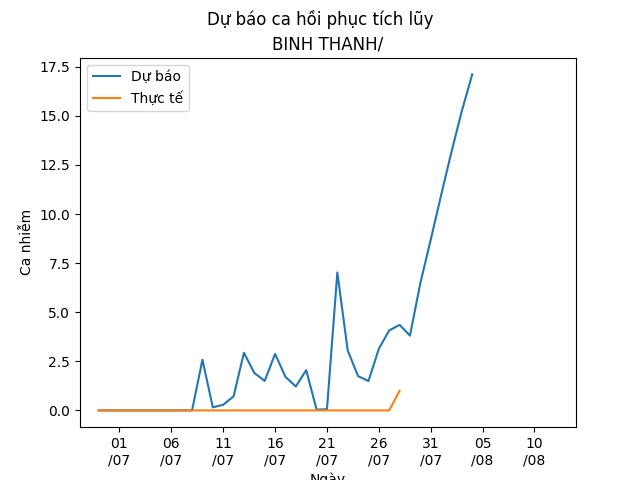 Dự báo ca hồi phục tích lũy
BINH THANH/
Dự báo
Thực tế
Ca nhiễm
17.5
15.0
12.5
10.0
7.5
5.0
2.5
0.0
01 06 11 16 21 26 31 05 10
/07 /07 /07 /07 /07 /07 /07 /08 /08
Ngày